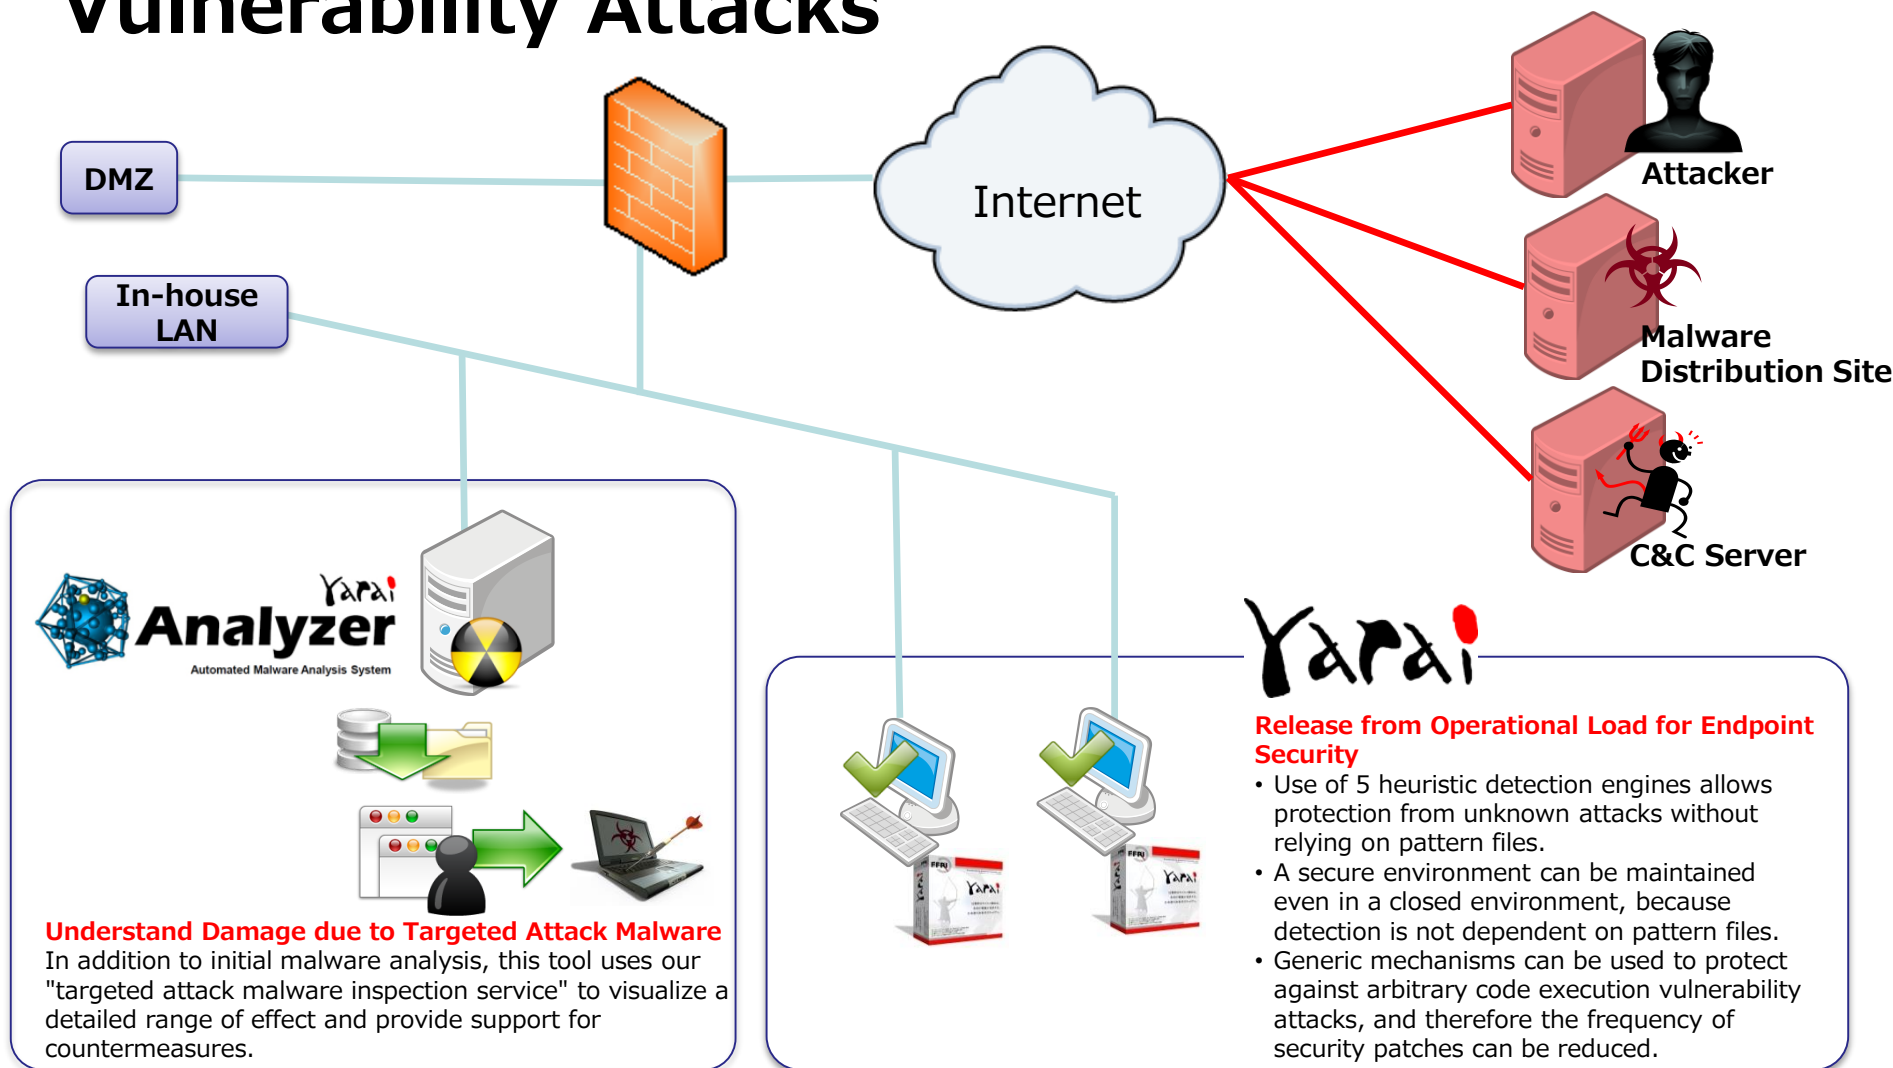 Vulnerability Attacks
DMZ
Internet
Attacker
In-house
LAN
Malware
Distribution Site
C&C Server
Yarai
Analyzer
Automated Malware Analysis System
Yarai
Release from Operational Load for Endpoint
Security
• Use of 5 heuristic detection engines allows
protection from unknown attacks without
relying on pattern files.
• A secure environment can be maintained
even in a closed environment, because
detection is not dependent on pattern files.
• Generic mechanisms can be used to protect
against arbitrary code execution vulnerability
attacks, and therefore the frequency of
security patches can be reduced.
FFRI
Yarai
Yarai
FFRI
Yarai
Yarai
Understand Damage due to Targeted Attack Malware
In addition to initial malware analysis, this tool uses our
"targeted attack malware inspection service" to visualize a
detailed range of effect and provide support for
countermeasures.